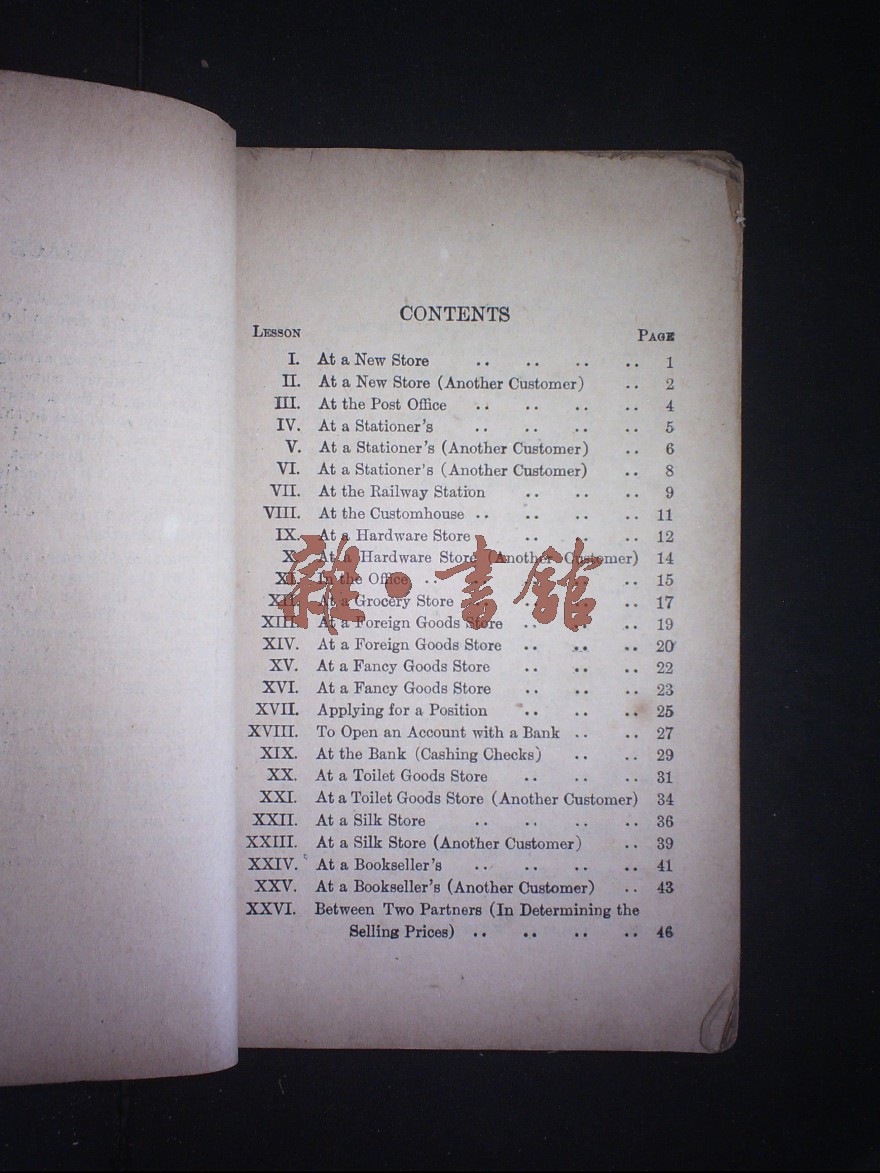 CONTENTS
LESSON PAGE
I. At a New Store .. .. .. .. 1
II. At a New Store (Another Customer) .. 2
III. At the Post Office .. .. .. .. 4
IV. At a Stationer's .. .. .. .. 5
V. At a Stationer's (Another Customer) .. 6
VI. At a Stationer's (Another Customer) .. 8
VII. At the Railway Station .. .. .. 9
VIII. At the Customhouse .. .. .. .. 11
IX. At a Hardware Store .. .. .. 12
X. At a Hardware Store (Another Customer) 14
XI. In the Office .. .. .. .. .. 15
XII. At a Grocery Store .. .. .. .. 17
XIII. At a Foreign Goods Store .. .. .. 19
XIV. At a Foreign Goods Store .. .. .. 20
XV. At a Fancy Goods Store .. .. .. 22
XVI. At a Fancy Goods Store .. .. .. 23
XVII. Applying for a Position .. .. .. 25
XVIII. To Open an Account with a Bank .. .. 27
XIX. At the Bank (Cashing Checks) .. .. 29
XX. At a Toilet Goods Store .. .. .. 31
XXI. At a Toilet Goods Store (Another Customer) 34
XXII. At a Silk Store .. .. .. .. 36
XXIII. At a Silk Store (Another Customer) .. 39
XXIV. At a Bookseller's .. .. .. .. 41
XXV. At a Bookseller's (Another Customer) .. 43
XXVI. Between Two Partners (In Determining the
Selling Prices) .. .. .. .. 46
雜·書館